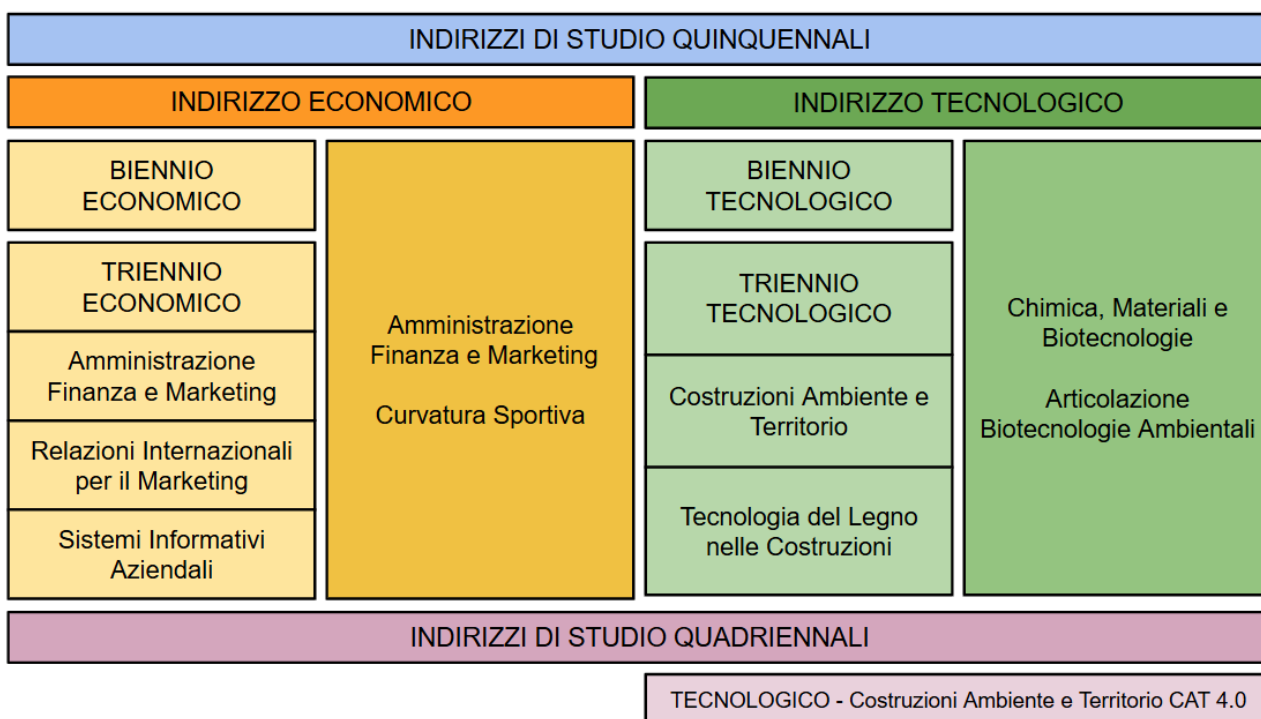 INDIRIZZI DI STUDIO QUINQUENNALI
INDIRIZZO ECONOMICO
BIENNIO
ECONOMICO
TRIENNIO
ECONOMICO
Amministrazione
Finanza e Marketing
Relazioni Internazionali
per il Marketing
Sistemi Informativi
Aziendali
Amministrazione
Finanza e Marketing
Curvatura Sportiva
INDIRIZZO TECNOLOGICO
BIENNIO
TECNOLOGICO
TRIENNIO
TECNOLOGICO
Costruzioni Ambiente e
Territorio
Tecnologia del Legno
nelle Costruzioni
Chimica, Materiali e
Biotecnologie
Articolazione
Biotecnologie Ambientali
INDIRIZZI DI STUDIO QUADRIENNALI
TECNOLOGICO - Costruzioni Ambiente e Territorio CAT 4.0